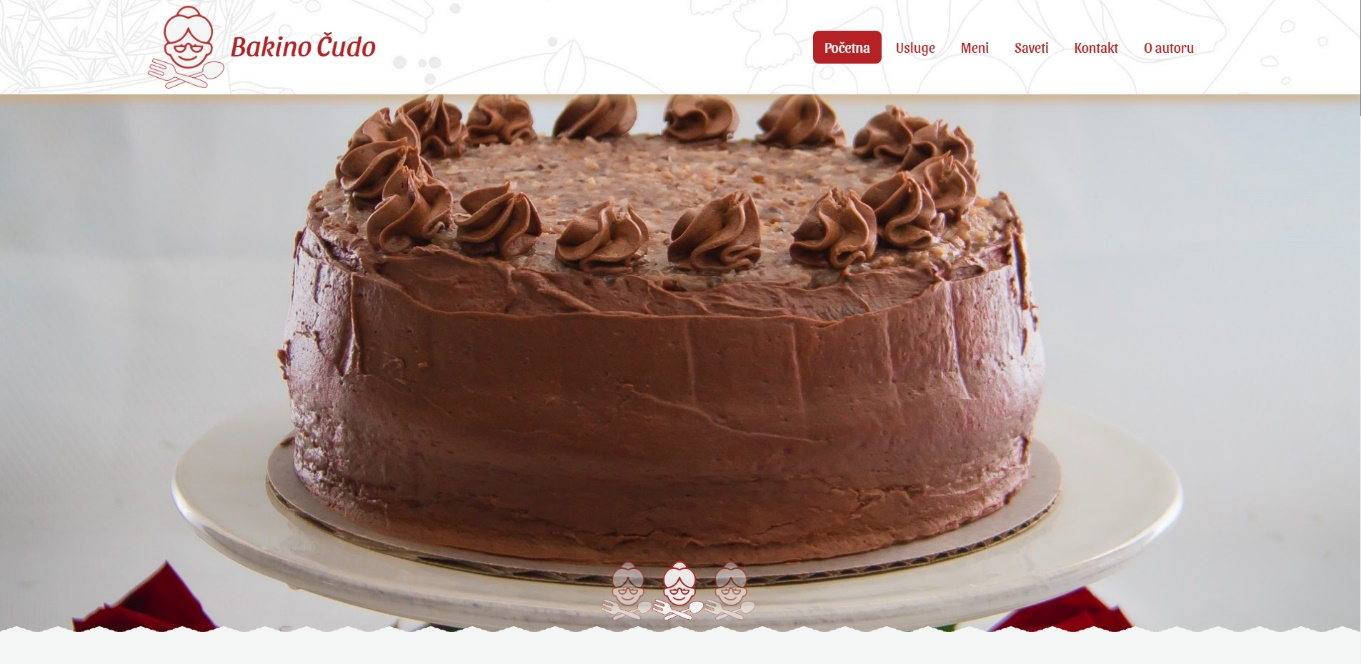 Bakino Čudo
Početna Usluge Meni Saveti Kontakt O autoru